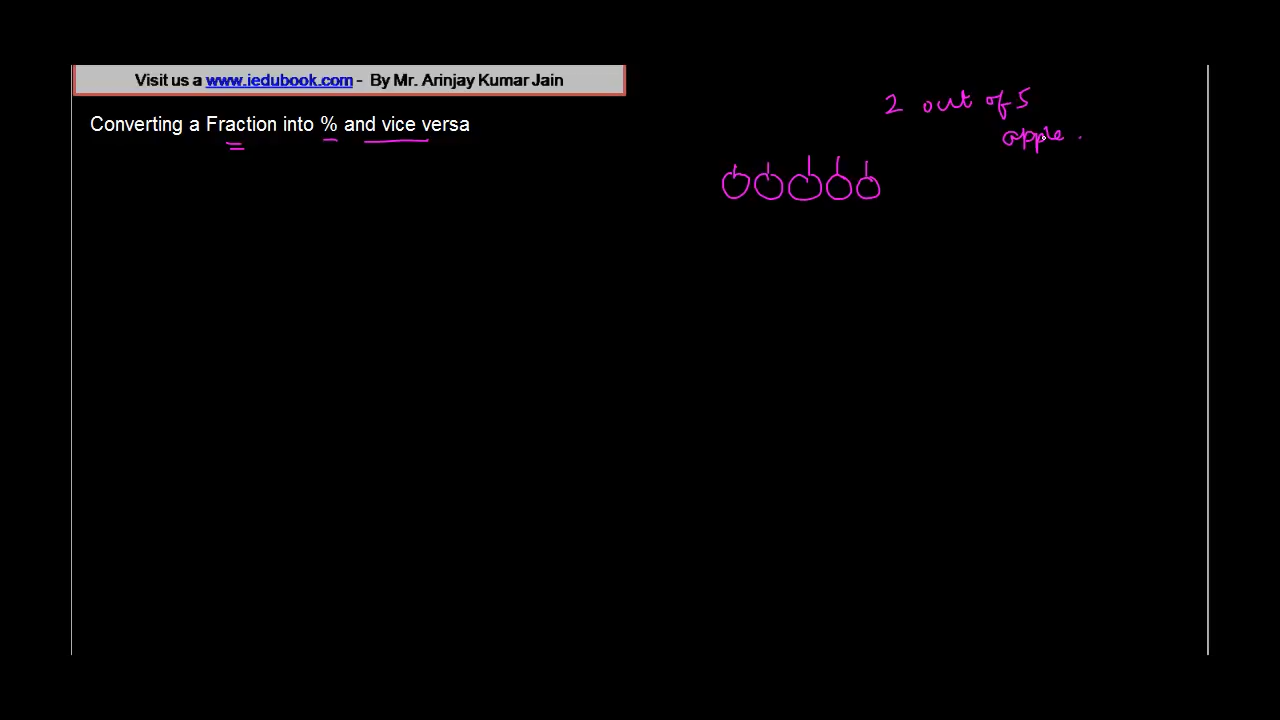 Visit us a www.iedubook.com - By Mr. Arinjay Kumar Jain
Converting a Fraction into % and vice versa
2 out of 5
apple.